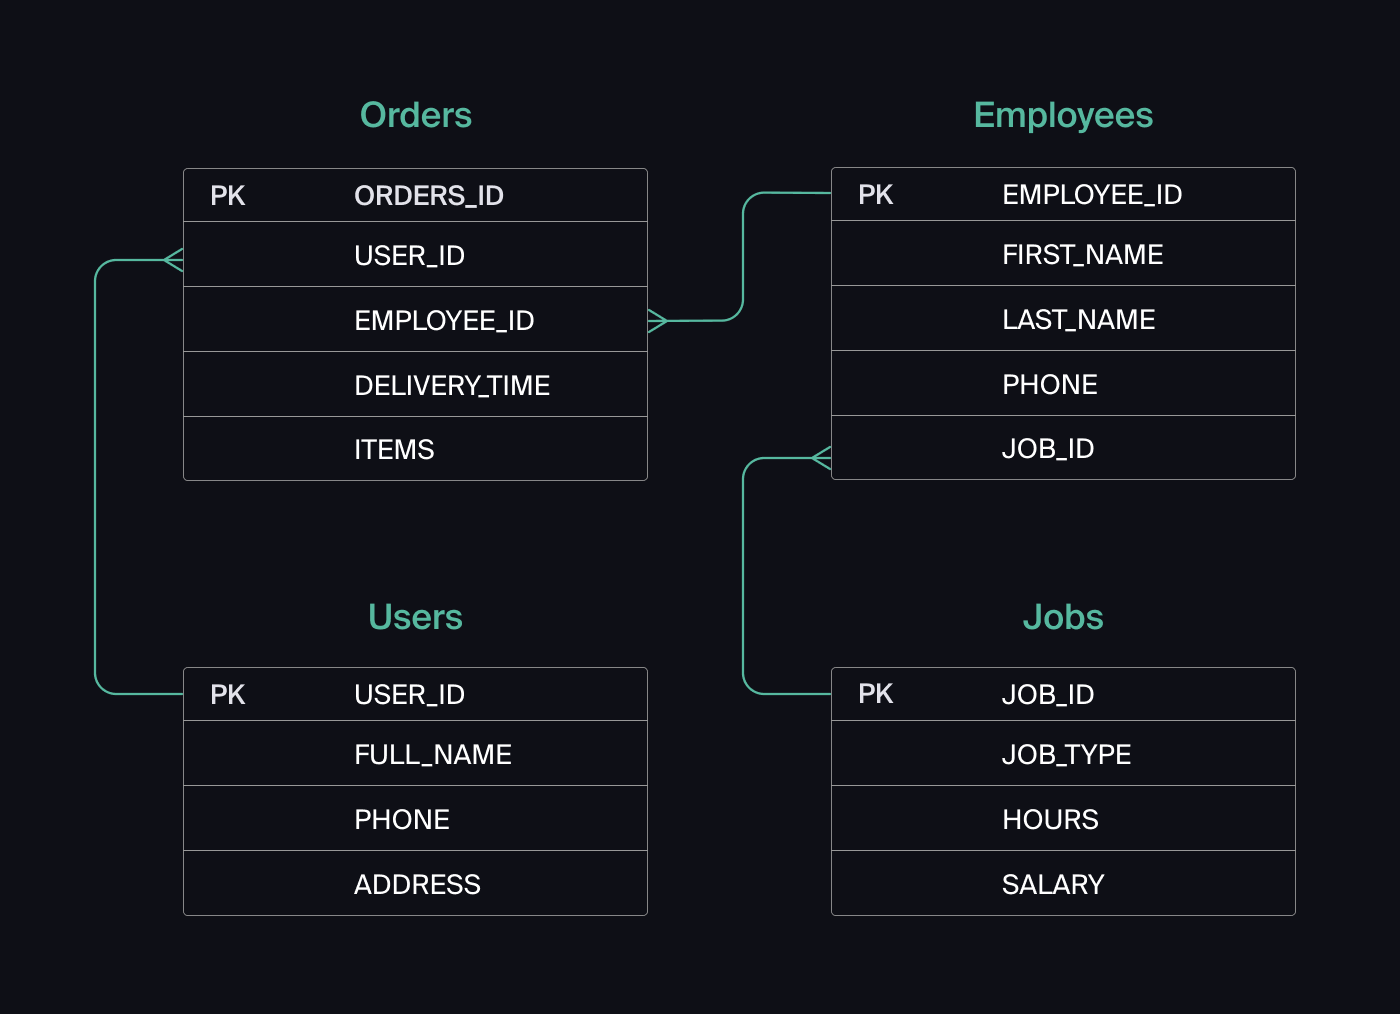 Orders
PK ORDERS_ID
USER_ID
EMPLOYEE_ID
DELIVERY_TIME
ITEMS
Employees
PK EMPLOYEE_ID
FIRST_NAME
LAST_NAME
PHONE
JOB_ID
Users
PK USER_ID
FULL_NAME
PHONE
ADDRESS
Jobs
PK JOB_ID
JOB_TYPE
HOURS
SALARY